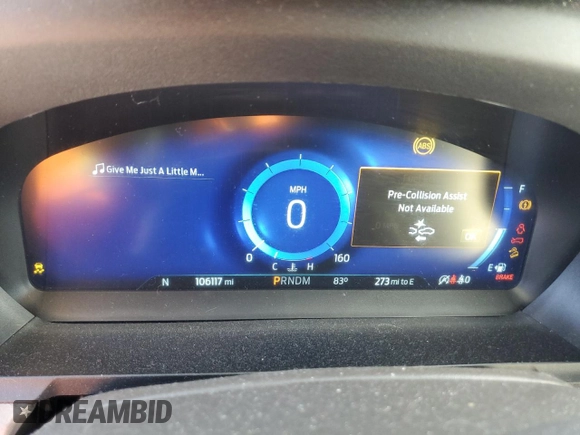 ABS
Give Me Just A Little M...
MPH
0
0
160
C
H
Pre-Collision Assist
Not Available
OK
F
E
BRAKE
N
106117 mi
PRNDM
83°
273 mi to E
0
DREAMBID